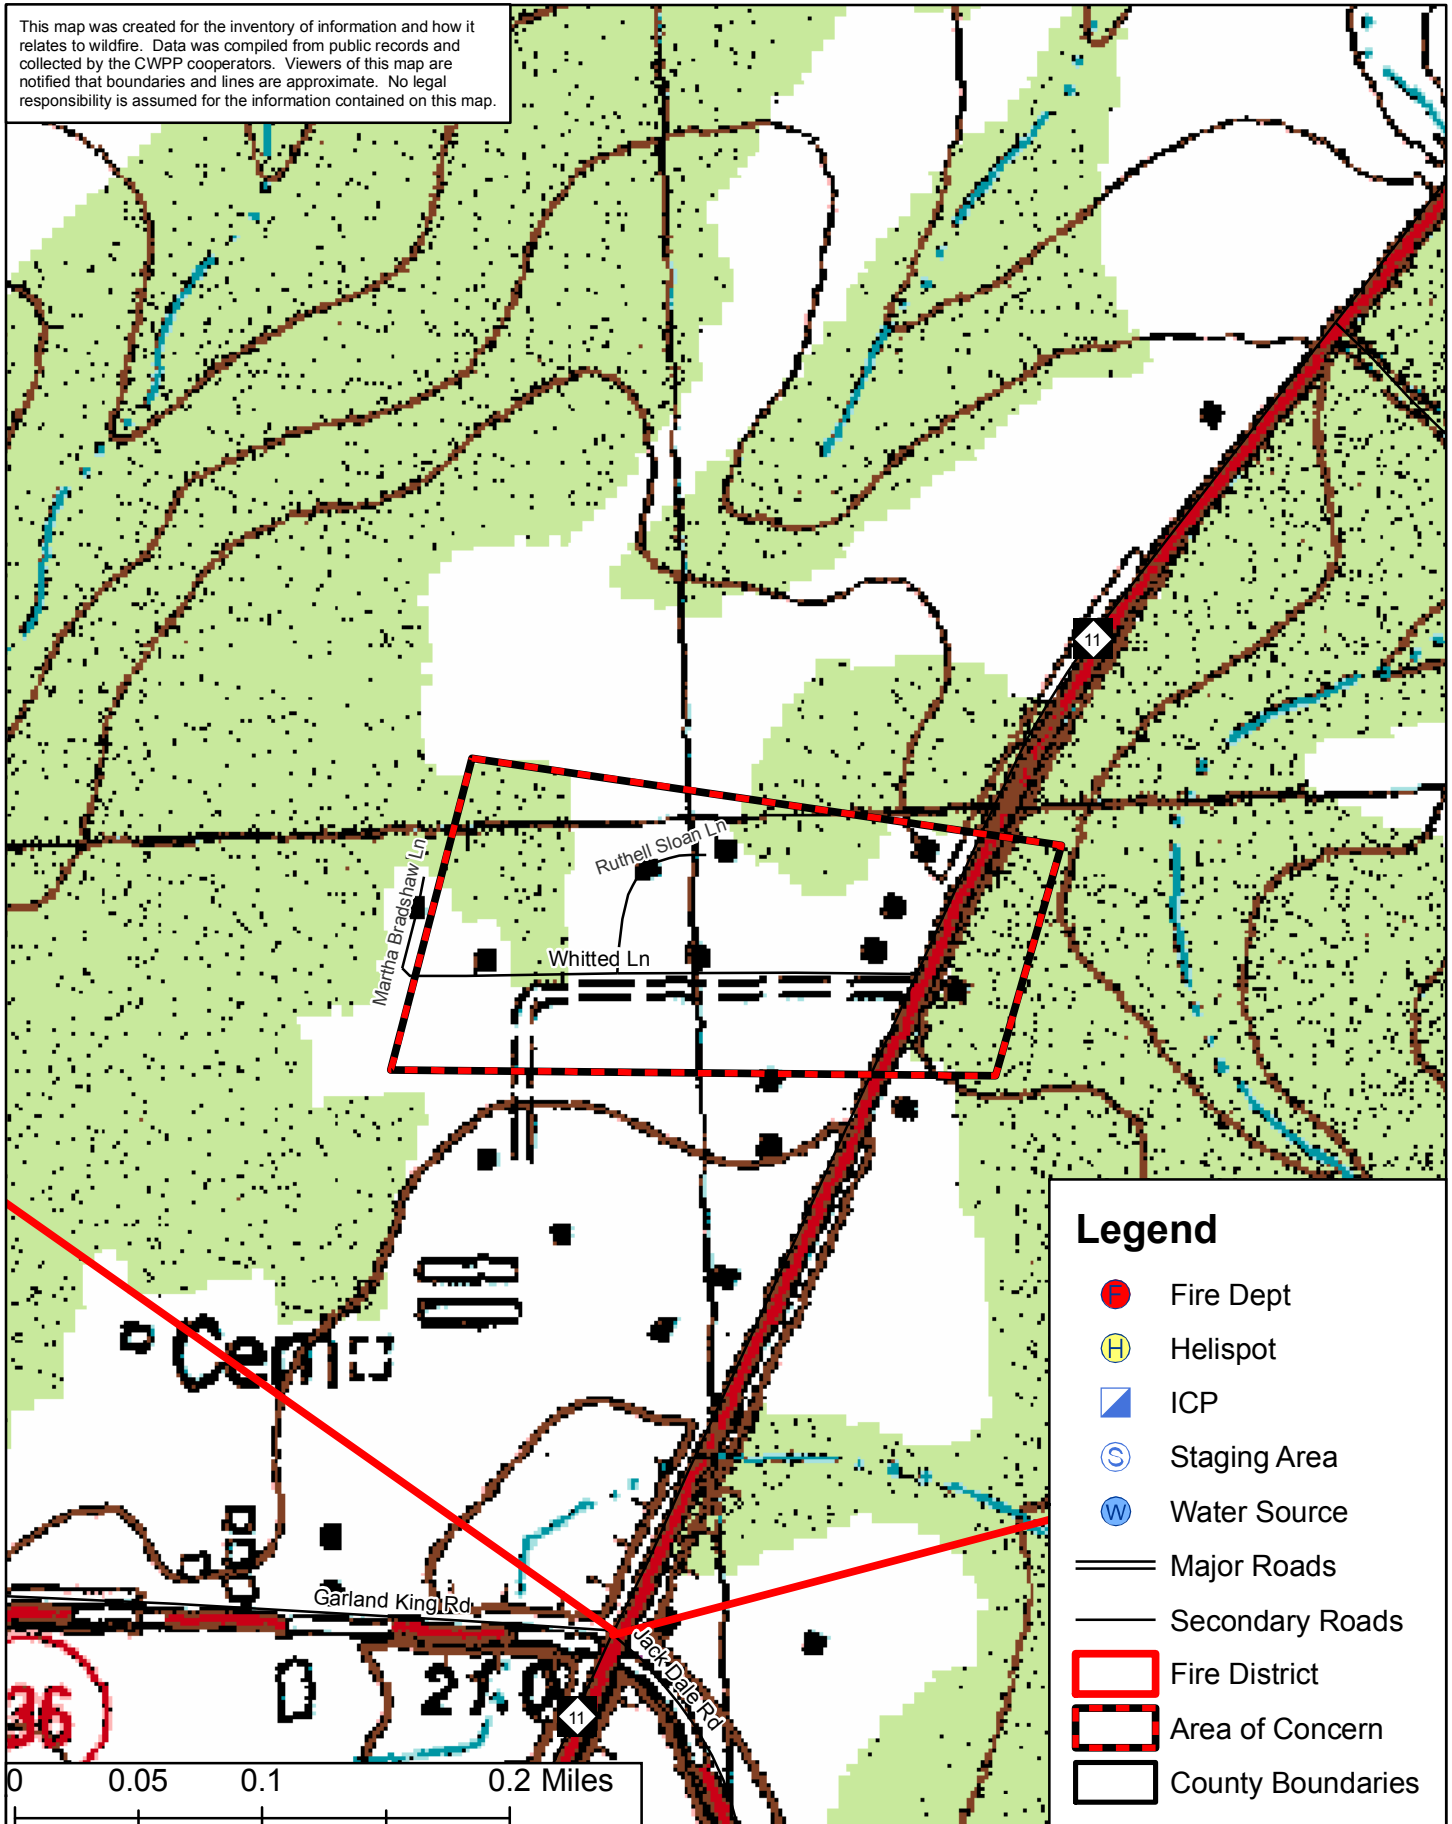 This map was created for the inventory of information and how it
relates to wildfire. Data was compiled from public records and
collected by the CWPP cooperators. Viewers of this map are
notified that boundaries and lines are approximate. No legal
responsibility is assumed for the information contained on this map.
11
Ruthell Sloan Ln
Martha Bradshaw Ln
Whitted Ln
Cem
Garland King Rd
Jack Dale Rd
36
11
0 0.05 0.1 0.2 Miles
Legend
F Fire Dept
H Helispot
ICP
S Staging Area
W Water Source
Major Roads
Secondary Roads
Fire District
Area of Concern
County Boundaries